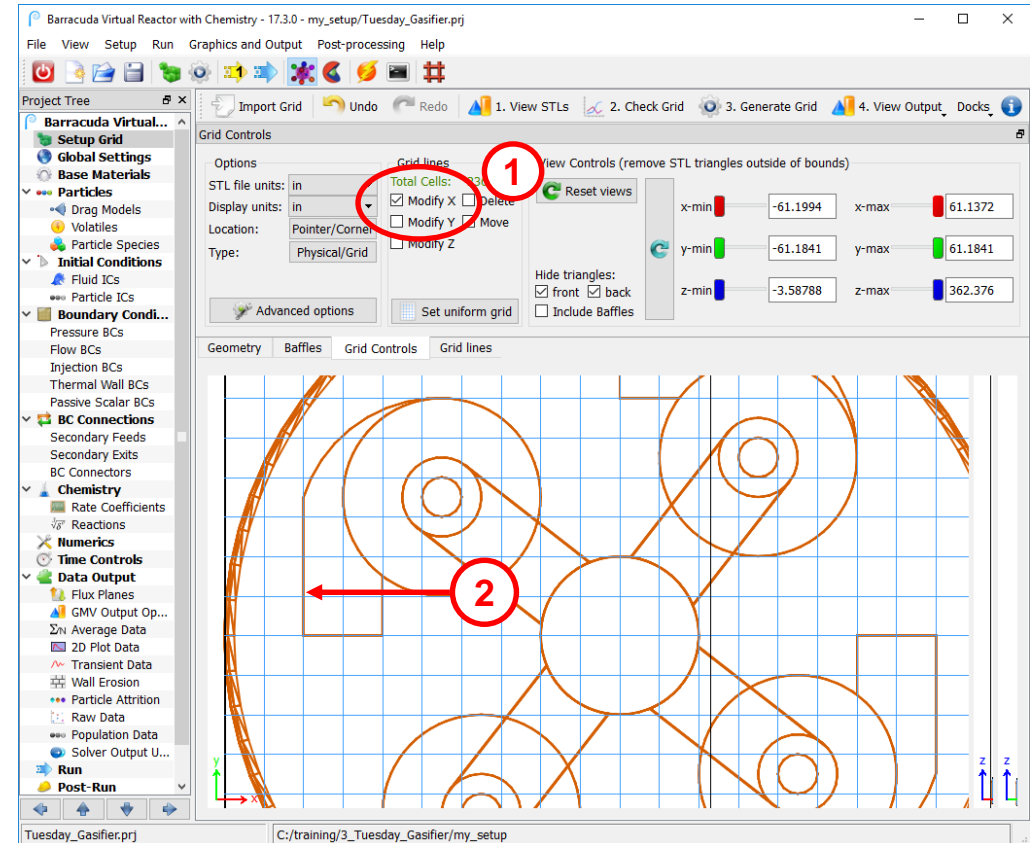 Barracuda Virtual Reactor with Chemistry - 17.3.0 - my_setup/Tuesday_Gasifier.prj
File View Setup Run Graphics and Output Post-processing Help
Project Tree
Import Grid Undo Redo 1. View STLs 2. Check Grid 3. Generate Grid 4. View Output Docks
Barracuda Virtual...
Setup Grid
Global Settings
Base Materials
Particles
Drag Models
Volatiles
Particle Species
Initial Conditions
Fluid ICs
Particle ICs
Boundary Condi...
Pressure BCs
Flow BCs
Injection BCs
Thermal Wall BCs
Passive Scalar BCs
BC Connections
Secondary Feeds
Secondary Exits
BC Connectors
Chemistry
Rate Coefficients
Reactions
Numerics
Time Controls
Data Output
Flux Planes
GMV Output Op...
Average Data
2D Plot Data
Transient Data
Wall Erosion
Particle Attrition
Raw Data
Population Data
Solver Output U...
Run
Post-Run
Grid Controls
Options
STL file units: in
Display units: in
Location: Pointer/Corner
Type: Physical/Grid
Advanced options
Grid lines
Total Cells:
Modify X Delete
Modify Y Move
Modify Z
Set uniform grid
1
View Controls (remove STL triangles outside of bounds)
Reset views
x-min -61.1994 x-max 61.1372
y-min -61.1841 y-max 61.1841
z-min -3.58788 z-max 362.376
Hide triangles:
front back
Include Baffles
Geometry Baffles Grid Controls Grid lines
2
y
x
z z
Tuesday_Gasifier.prj C:/training/3_Tuesday_Gasifier/my_setup